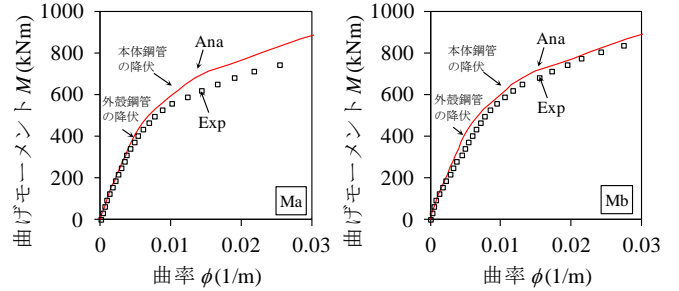 1000
800
600
400
200
0
曲げモーメント M (kNm)
本体鋼管
の降伏
外殻鋼管
の降伏
Ana
Exp
Ma
0
0.01
0.02
0.03
曲率 ϕ (1/m)
1000
800
600
400
200
0
曲げモーメント M (kNm)
本体鋼管
の降伏
外殻鋼管
の降伏
Ana
Exp
Mb
0
0.01
0.02
0.03
曲率 ϕ (1/m)